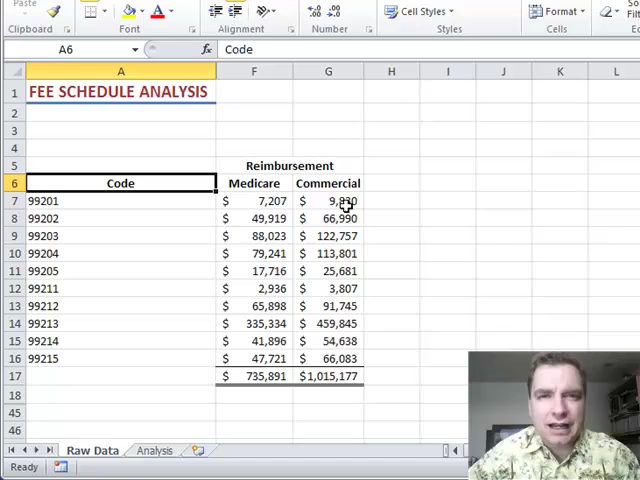 Paste
Cell Styles
Format
Clipboard
Font
Alignment
Number
Styles
Cells
A6
fx
Code
A F G H I J K L
1 FEE SCHEDULE ANALYSIS
2
3
4
5 Reimbursement
6 Code Medicare Commercial
7 99201 $ 7,207 $
8 99202 $ 49,919 $ 66,990
9 99203 $ 88,023 $ 122,757
10 99204 $ 79,241 $ 113,801
11 99205 $ 17,716 $ 25,681
12 99211 $ 2,936 $ 3,807
13 99212 $ 65,898 $ 91,745
14 99213 $ 335,334 $ 459,845
15 99214 $ 41,896 $ 54,638
16 99215 $ 47,721 $ 66,083
17 $ 735,891 $1,015,177
18
45
46
Raw Data Analysis
Ready